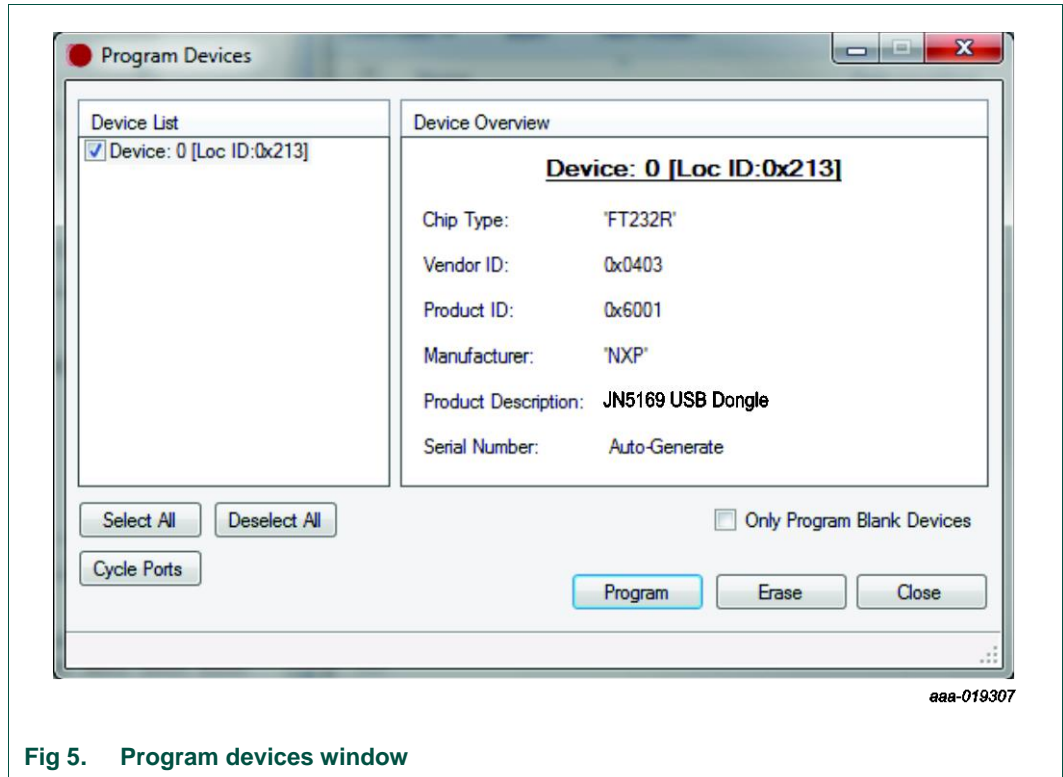 Program Devices
Device List
Device: 0 [Loc ID:0x213]
Device Overview
Device: 0 [Loc ID:0x213]
Chip Type: 'FT232R'
Vendor ID: 0x0403
Product ID: 0x6001
Manufacturer: 'NXP'
Product Description: JN5169 USB Dongle
Serial Number: Auto-Generate
Select All Deselect All
Only Program Blank Devices
Cycle Ports
Program Erase Close
aaa-019307
Fig 5. Program devices window